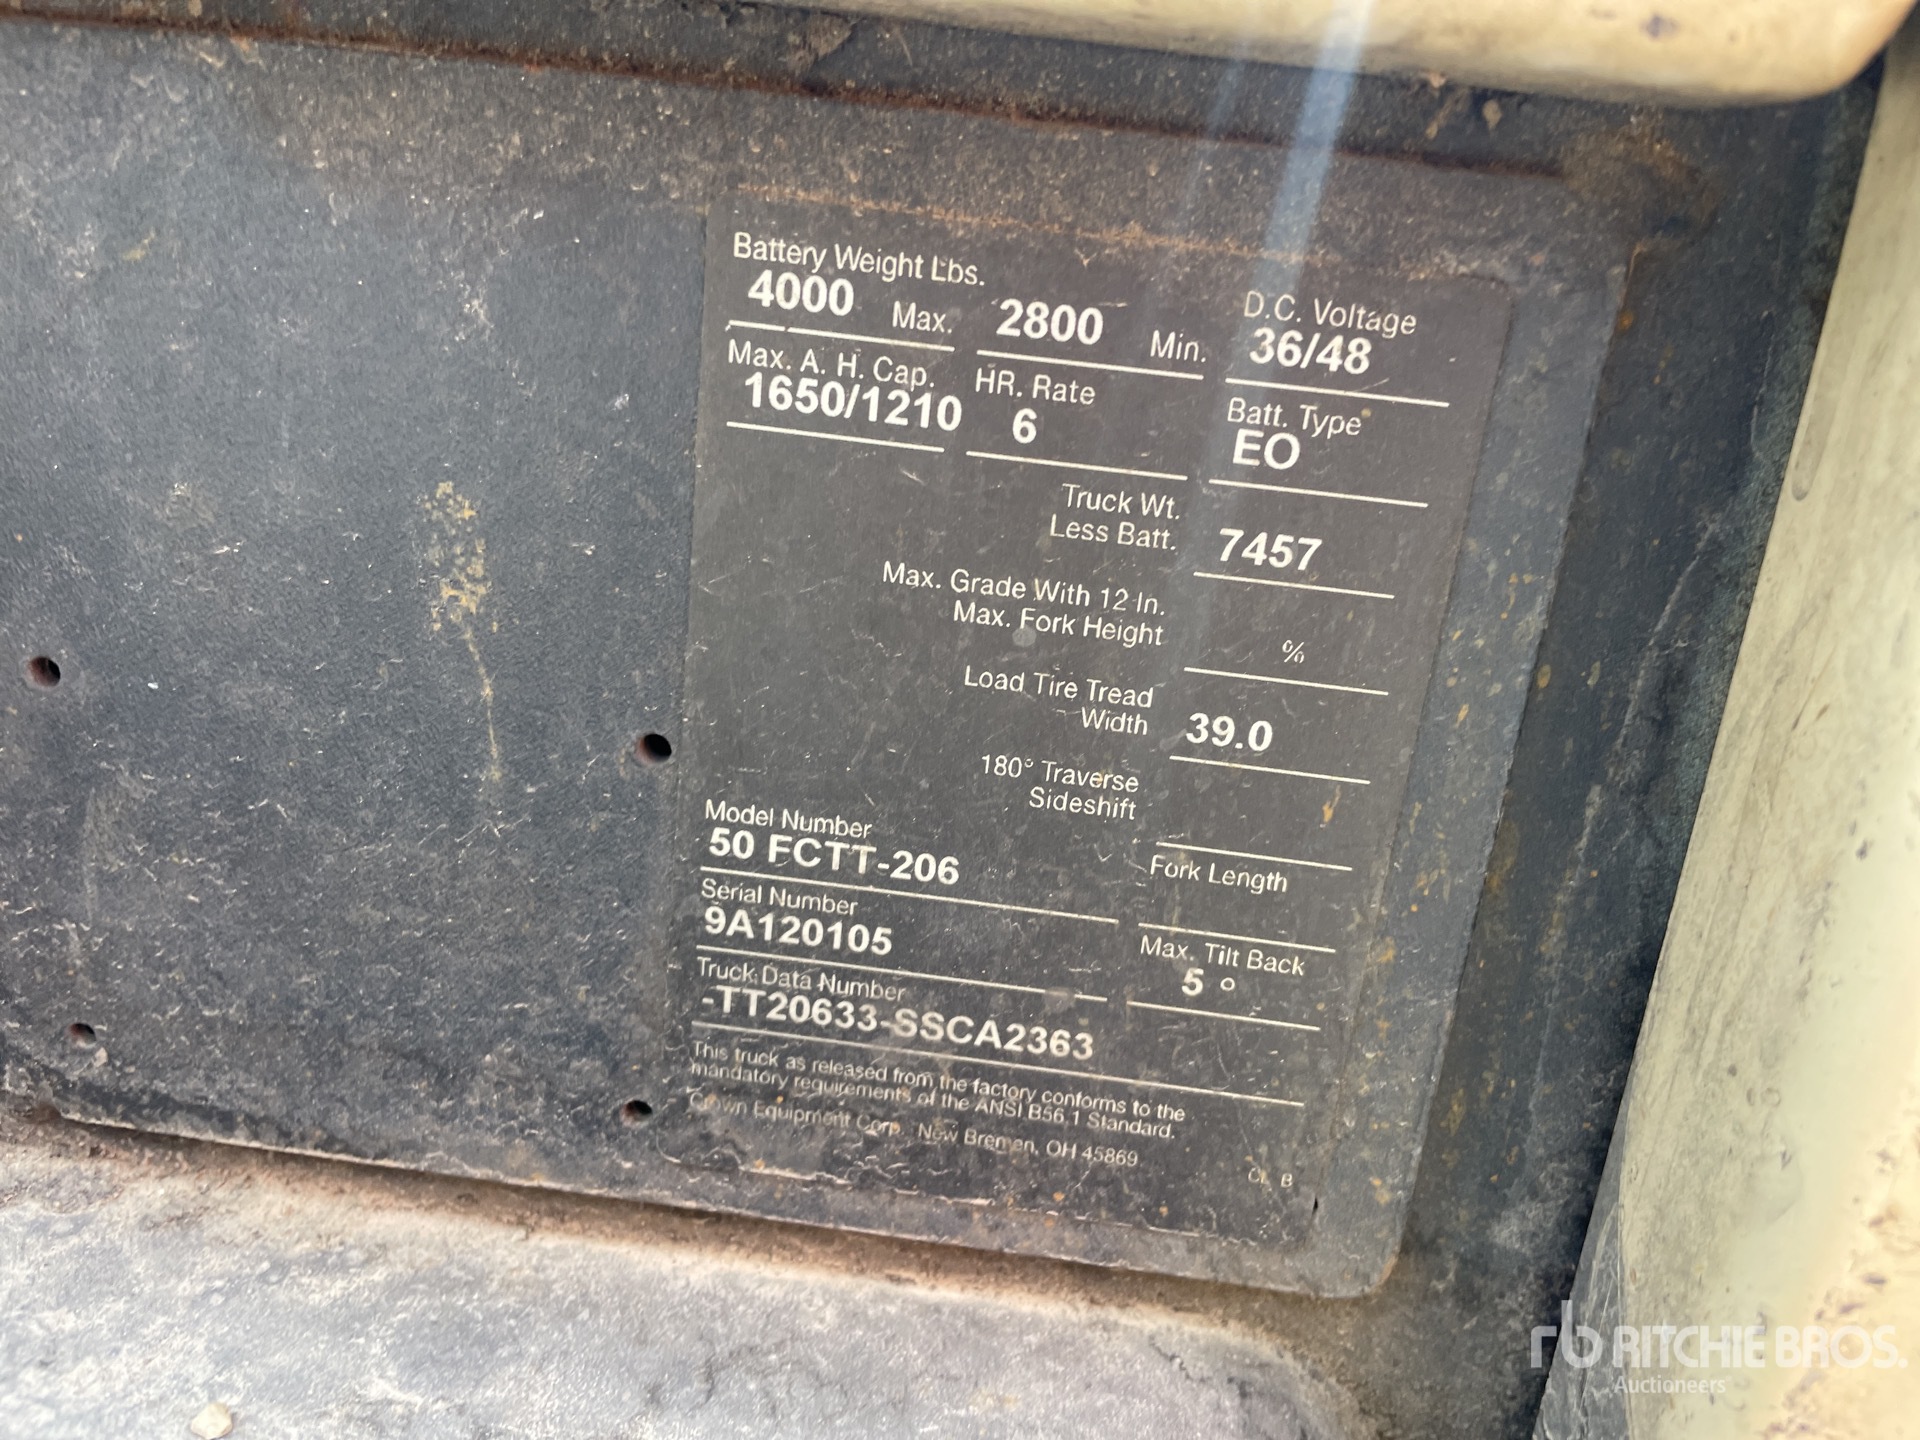 Battery Weight Lbs.
4000 Max. 2800 Min.
D.C. Voltage
36/48
Max. A. H. Cap.
1650/1210
HR. Rate
6
Batt. Type
EO
Truck Wt.
Less Batt. 7457
Max. Grade With 12 In.
Max. Fork Height %
Load Tire Tread
Width 39.0
180° Traverse
Sideshift
Model Number
50 FCTT-206
Fork Length
Serial Number
9A120105
Max. Tilt Back
5 °
Truck Data Number
-TT20633-SSCA2363
This truck as released from the factory conforms to the
mandatory requirements of the ANSI B56.1 Standard.
Crown Equipment Corp., New Bremen, OH 45869
rb RITCHIE BROS.
Auctioneers